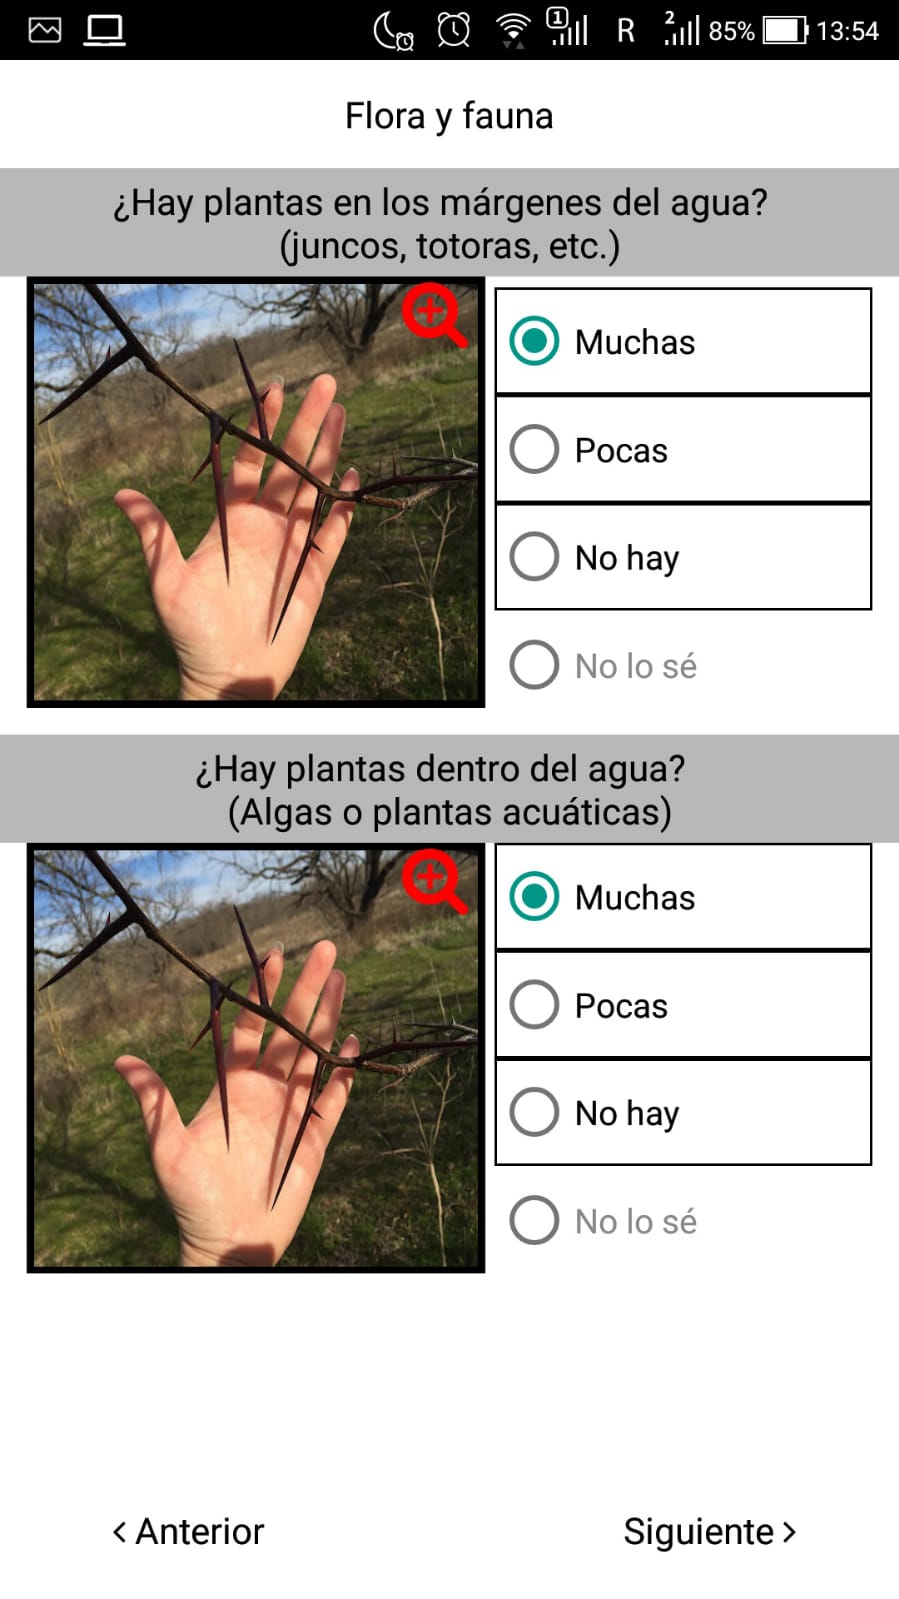 1 R 2 85% 13:54
Flora y fauna
¿Hay plantas en los márgenes del agua?
(juncos, totoras, etc.)
Muchas
Pocas
No hay
No lo sé
¿Hay plantas dentro del agua?
(Algas o plantas acuáticas)
Muchas
Pocas
No hay
No lo sé
< Anterior
Siguiente >